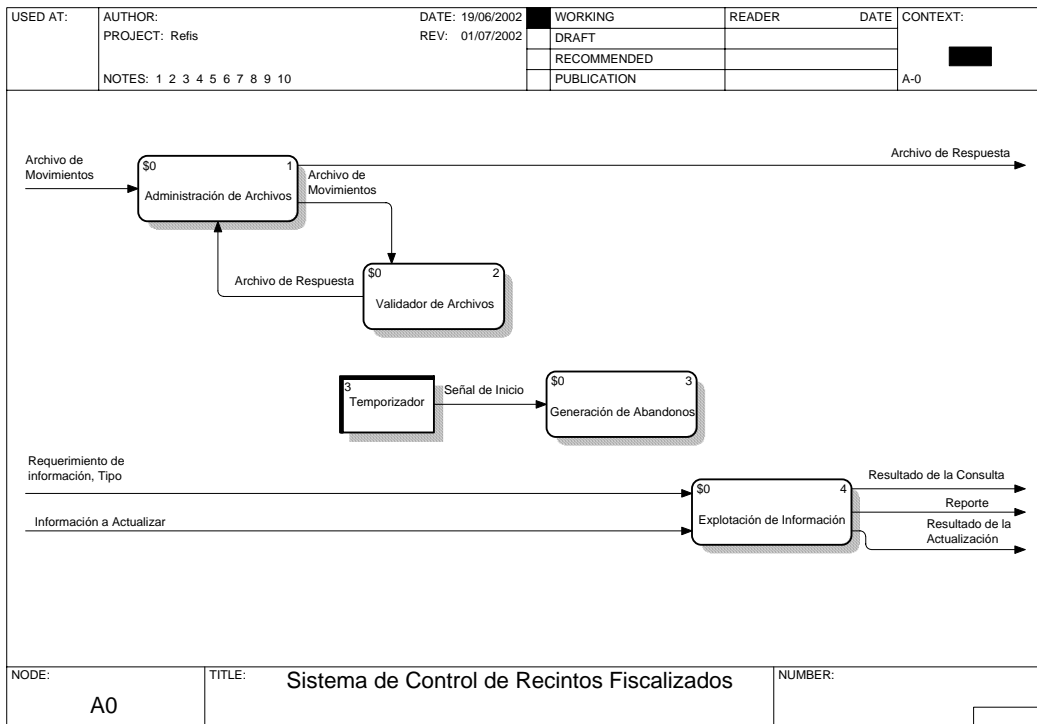 USED AT:
AUTHOR:
DATE: 19/06/2002
WORKING
READER
DATE
CONTEXT:
PROJECT: Refis
REV: 01/07/2002
DRAFT
RECOMMENDED
NOTES: 1 2 3 4 5 6 7 8 9 10
PUBLICATION
A-0
Archivo de
Movimientos
$0
1
Administración de Archivos
Archivo de
Movimientos
Archivo de Respuesta
Archivo de Respuesta
$0
2
Validador de Archivos
3
Temporizador
Señal de Inicio
$0
3
Generación de Abandonos
Requerimiento de
información, Tipo
Información a Actualizar
$0
4
Explotación de Información
Resultado de la Consulta
Reporte
Resultado de la
Actualización
NODE:
A0
TITLE:
Sistema de Control de Recintos Fiscalizados
NUMBER: